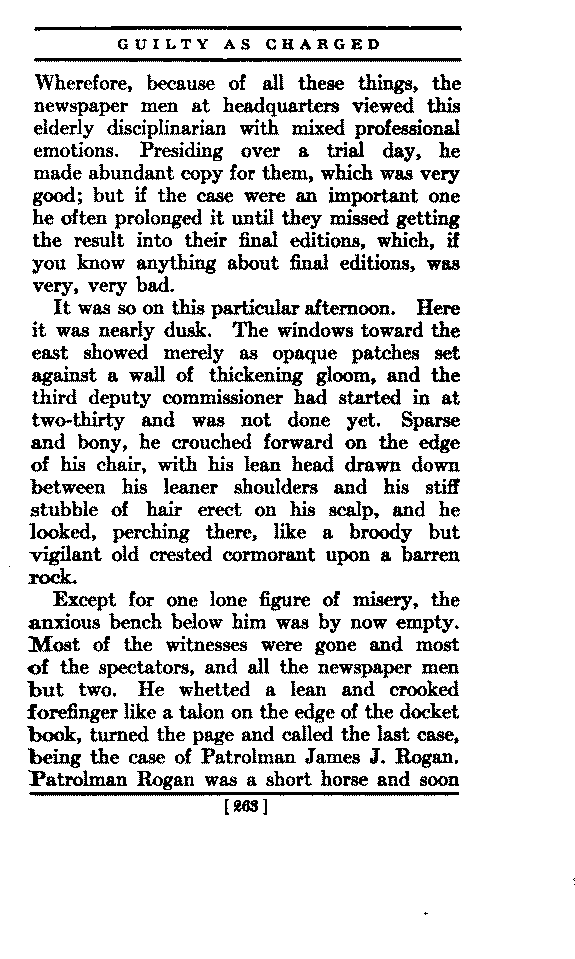 GUILTY AS CHARGED
Wherefore, because of all these things, the
newspaper men at headquarters viewed this
elderly disciplinarian with mixed professional
emotions. Presiding over a trial day, he
made abundant copy for them, which was very
good; but if the case were an important one
he often prolonged it until they missed getting
the result into their final editions, which, if
you know anything about final editions, was
very, very bad.
It was so on this particular afternoon. Here
it was nearly dusk. The windows toward the
east showed merely as opaque patches set
against a wall of thickening gloom, and the
third deputy commissioner had started in at
two-thirty and was not done yet. Sparse
and bony, he crouched forward on the edge
of his chair, with his lean head drawn down
between his leaner shoulders and his stiff
stubble of hair erect on his scalp, and he
looked, perching there, like a broody but
vigilant old crested cormorant upon a barren
rock.
Except for one lone figure of misery, the
anxious bench below him was by now empty.
Most of the witnesses were gone and most
of the spectators, and all the newspaper men
but two. He whetted a lean and crooked
forefinger like a talon on the edge of the docket
book, turned the page and called the last case,
being the case of Patrolman James J. Rogan.
Patrolman Rogan was a short horse and soon
[263]